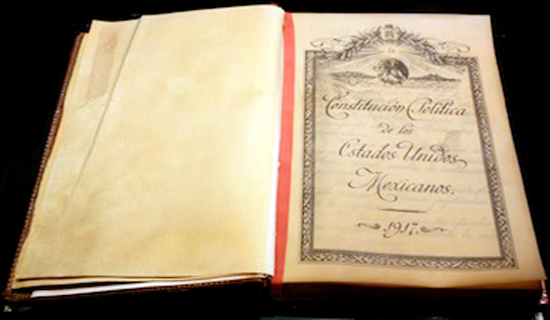 Constitución Política
de los
Estados Unidos
Mexicanos.
1917.